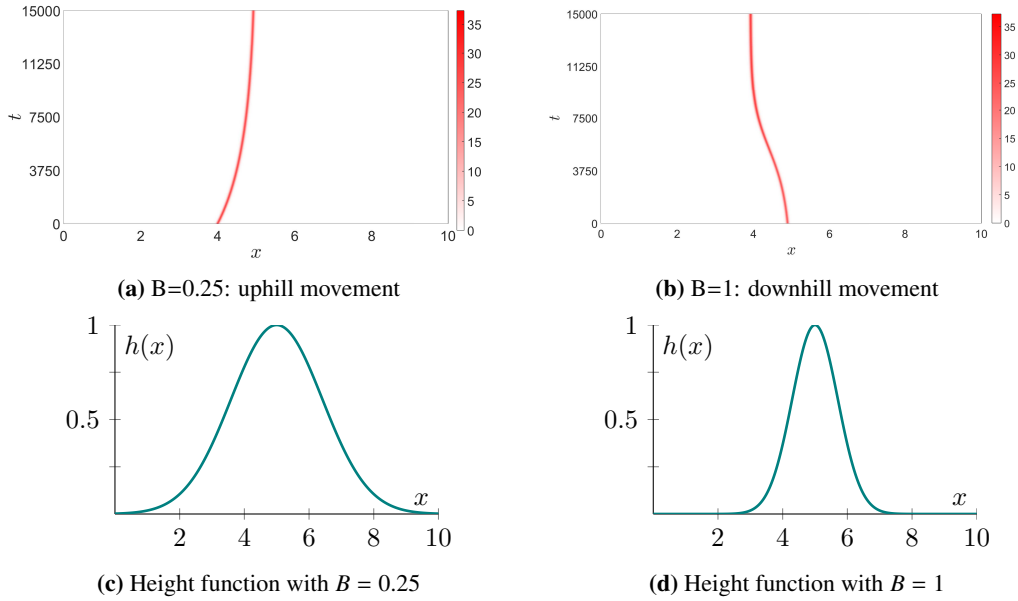 15000
11250
7500
3750
0
t
0 2 4 6 8 10
x
35
30
25
20
15
10
5
0
(a) B=0.25: uphill movement
15000
11250
7500
3750
0
t
0 2 4 6 8 10
x
35
30
25
20
15
10
5
0
(b) B=1: downhill movement
1
h(x)
0.5
x
2 4 6 8 10
(c) Height function with B = 0.25
1
h(x)
0.5
x
2 4 6 8 10
(d) Height function with B = 1